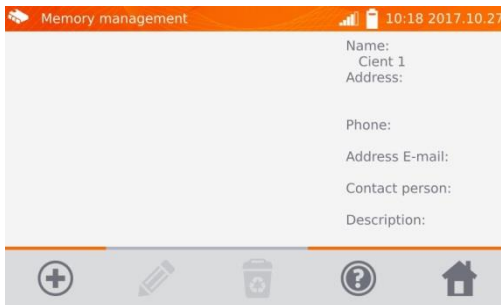 Memory management
10:18 2017.10.27
Name:
Cient 1
Address:
Phone:
Address E-mail:
Contact person:
Description: